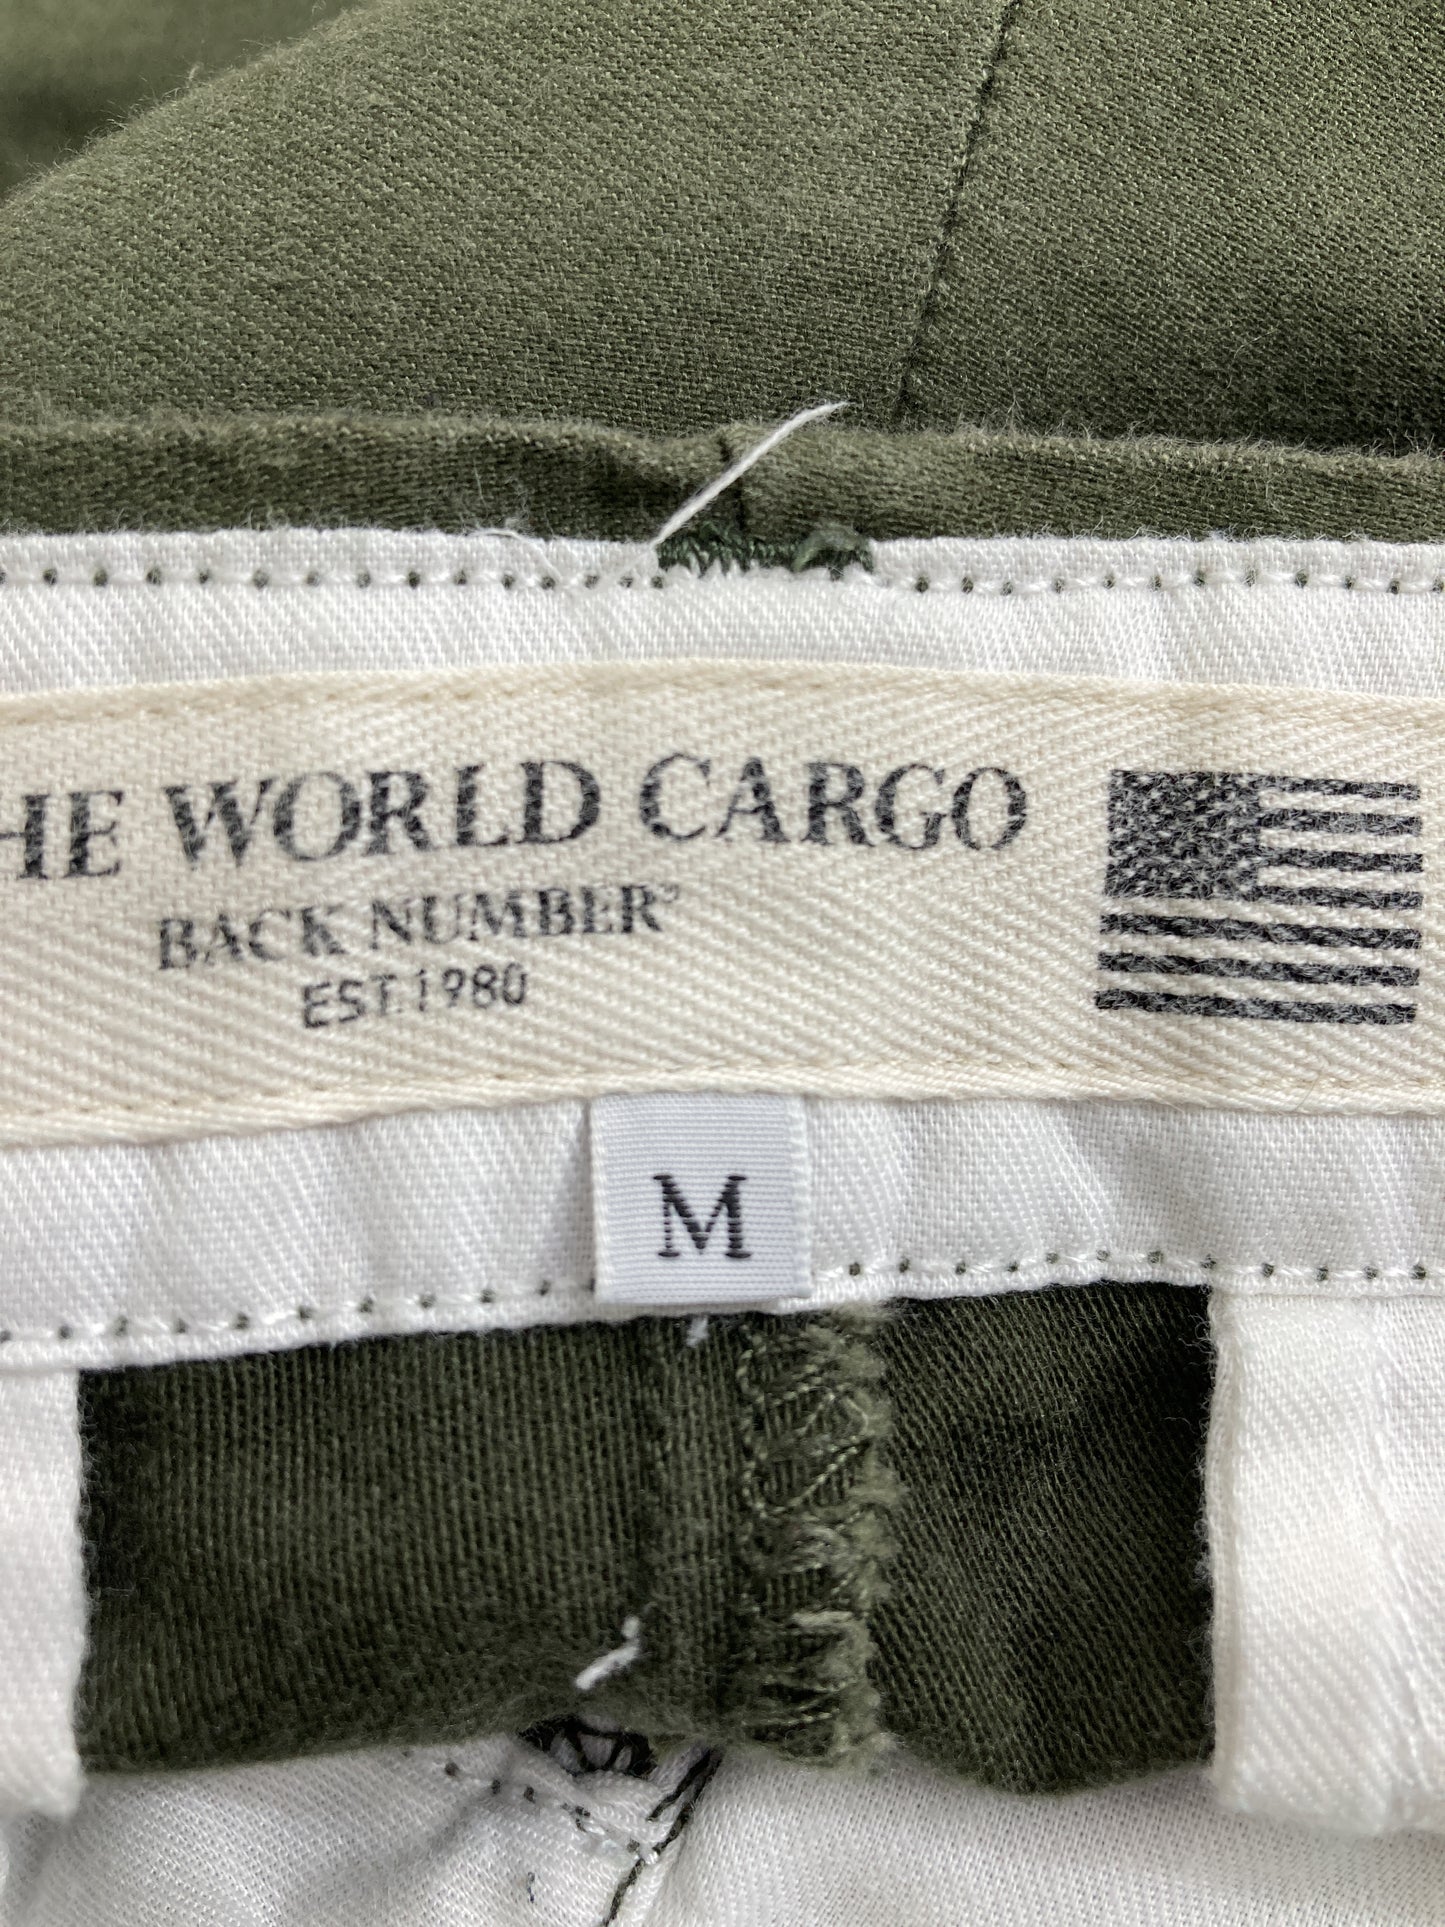 HE WORLD CARGO
BACK NUMBER
EST.1980
M